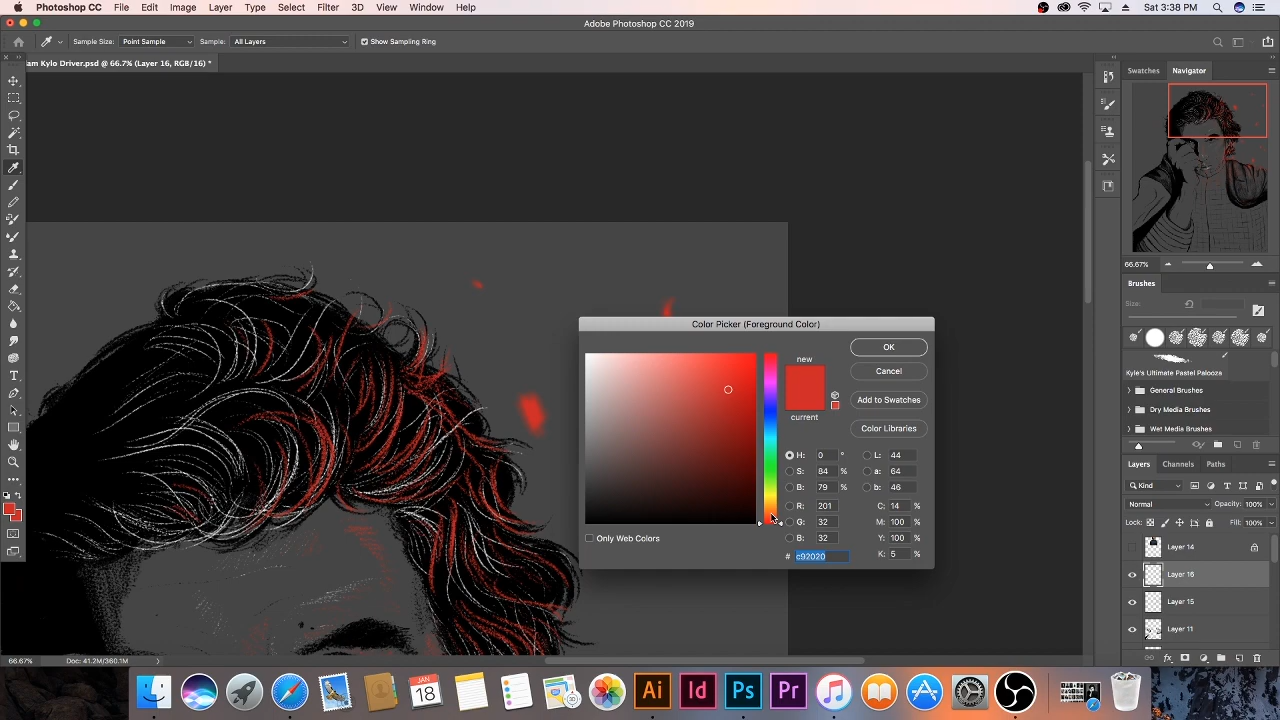 Photoshop CC File Edit Image Layer Type Select Filter 3D View Window Help Sat 3:38 PM
Adobe Photoshop CC 2019
Sample Size: Point Sample Sample: All Layers Show Sampling Ring
am Kylo Driver.psd @ 66.7% (Layer 16, RGB/16) *
Swatches Navigator
66.67%
Brushes
Size:
Kyle's Ultimate Pastel Palooza
General Brushes
Dry Media Brushes
Wet Media Brushes
Layers Channels Paths
Kind
Normal Opacity: 100%
Lock: Fill: 100%
Layer 14
Layer 16
Layer 15
Layer 11
Color Picker (Foreground Color)
new
current
OK
Cancel
Add to Swatches
Color Libraries
H: 0 ° L: 44
S: 84 % a: 64
B: 79 % b: 46
R: 201 C: 14 %
G: 32 M: 100 %
B: 32 Y: 100 %
# c92020 K: 5 %
Only Web Colors
66.67% Doc: 41.2M/360.1M
JAN
18
Ai Id Ps Pr